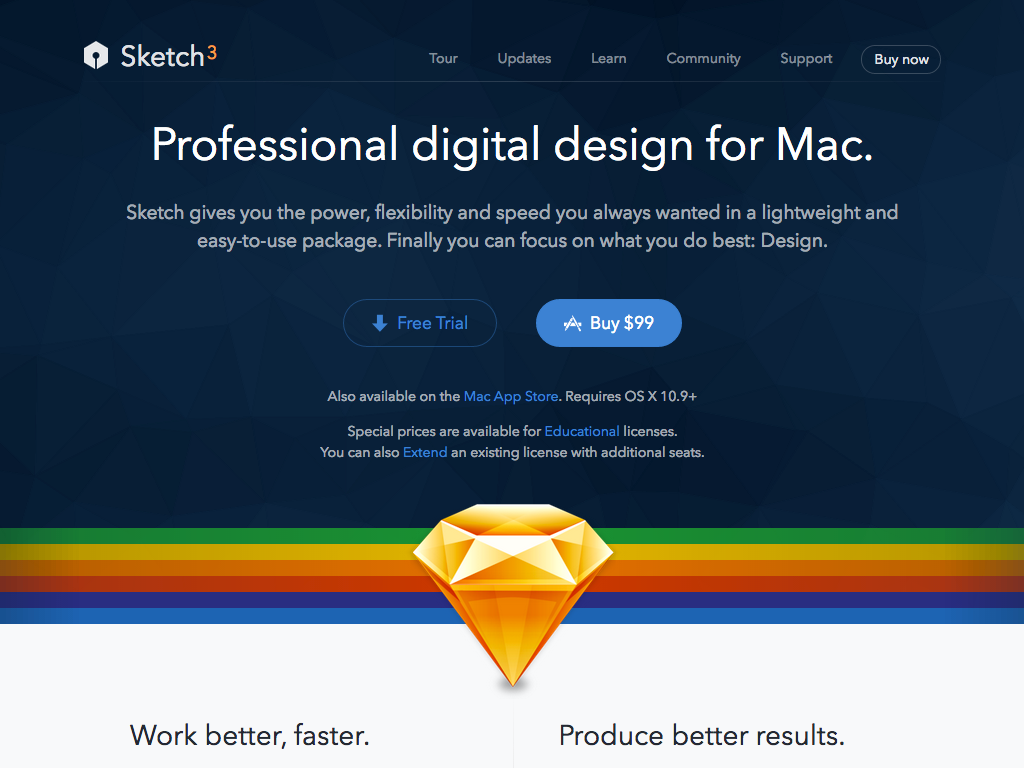 Sketch3
Tour Updates Learn Community Support Buy now
Professional digital design for Mac.
Sketch gives you the power, flexibility and speed you always wanted in a lightweight and
easy-to-use package. Finally you can focus on what you do best: Design.
Free Trial Buy $99
Also available on the Mac App Store. Requires OS X 10.9+
Special prices are available for Educational licenses.
You can also Extend an existing license with additional seats.
Work better, faster. Produce better results.